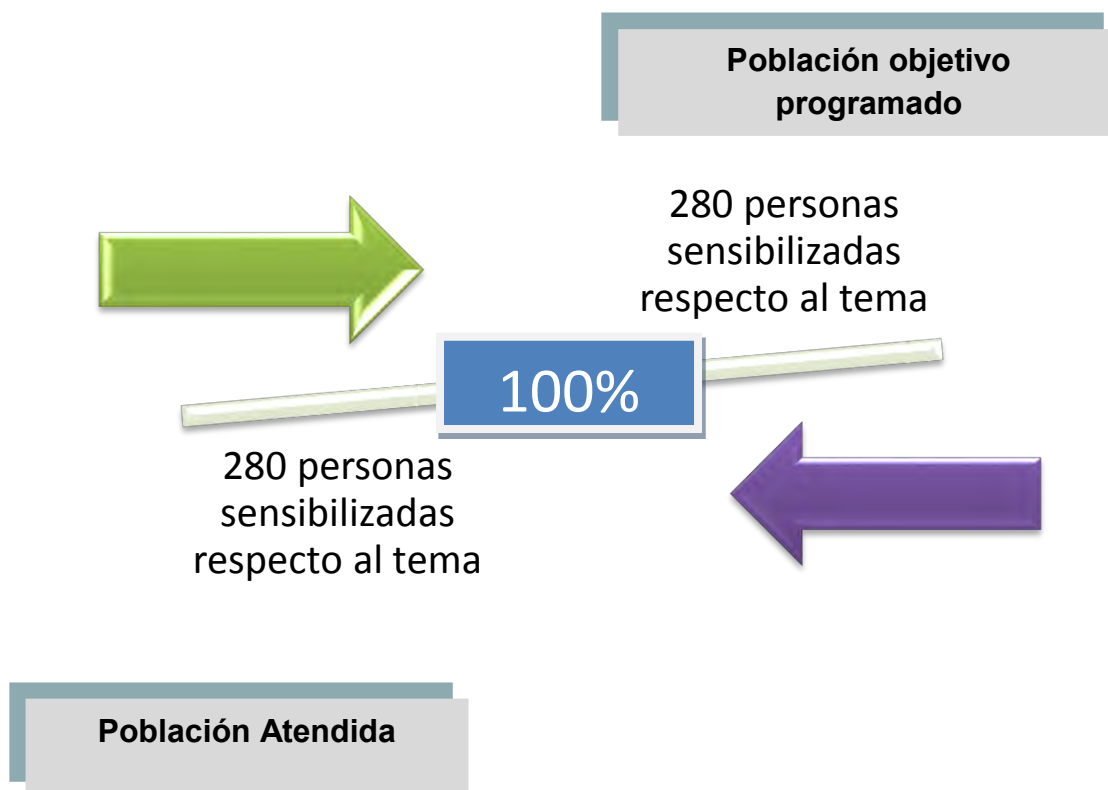 Población objetivo
programado
280 personas
sensibilizadas
respecto al tema
100%
280 personas
sensibilizadas
respecto al tema
Población Atendida